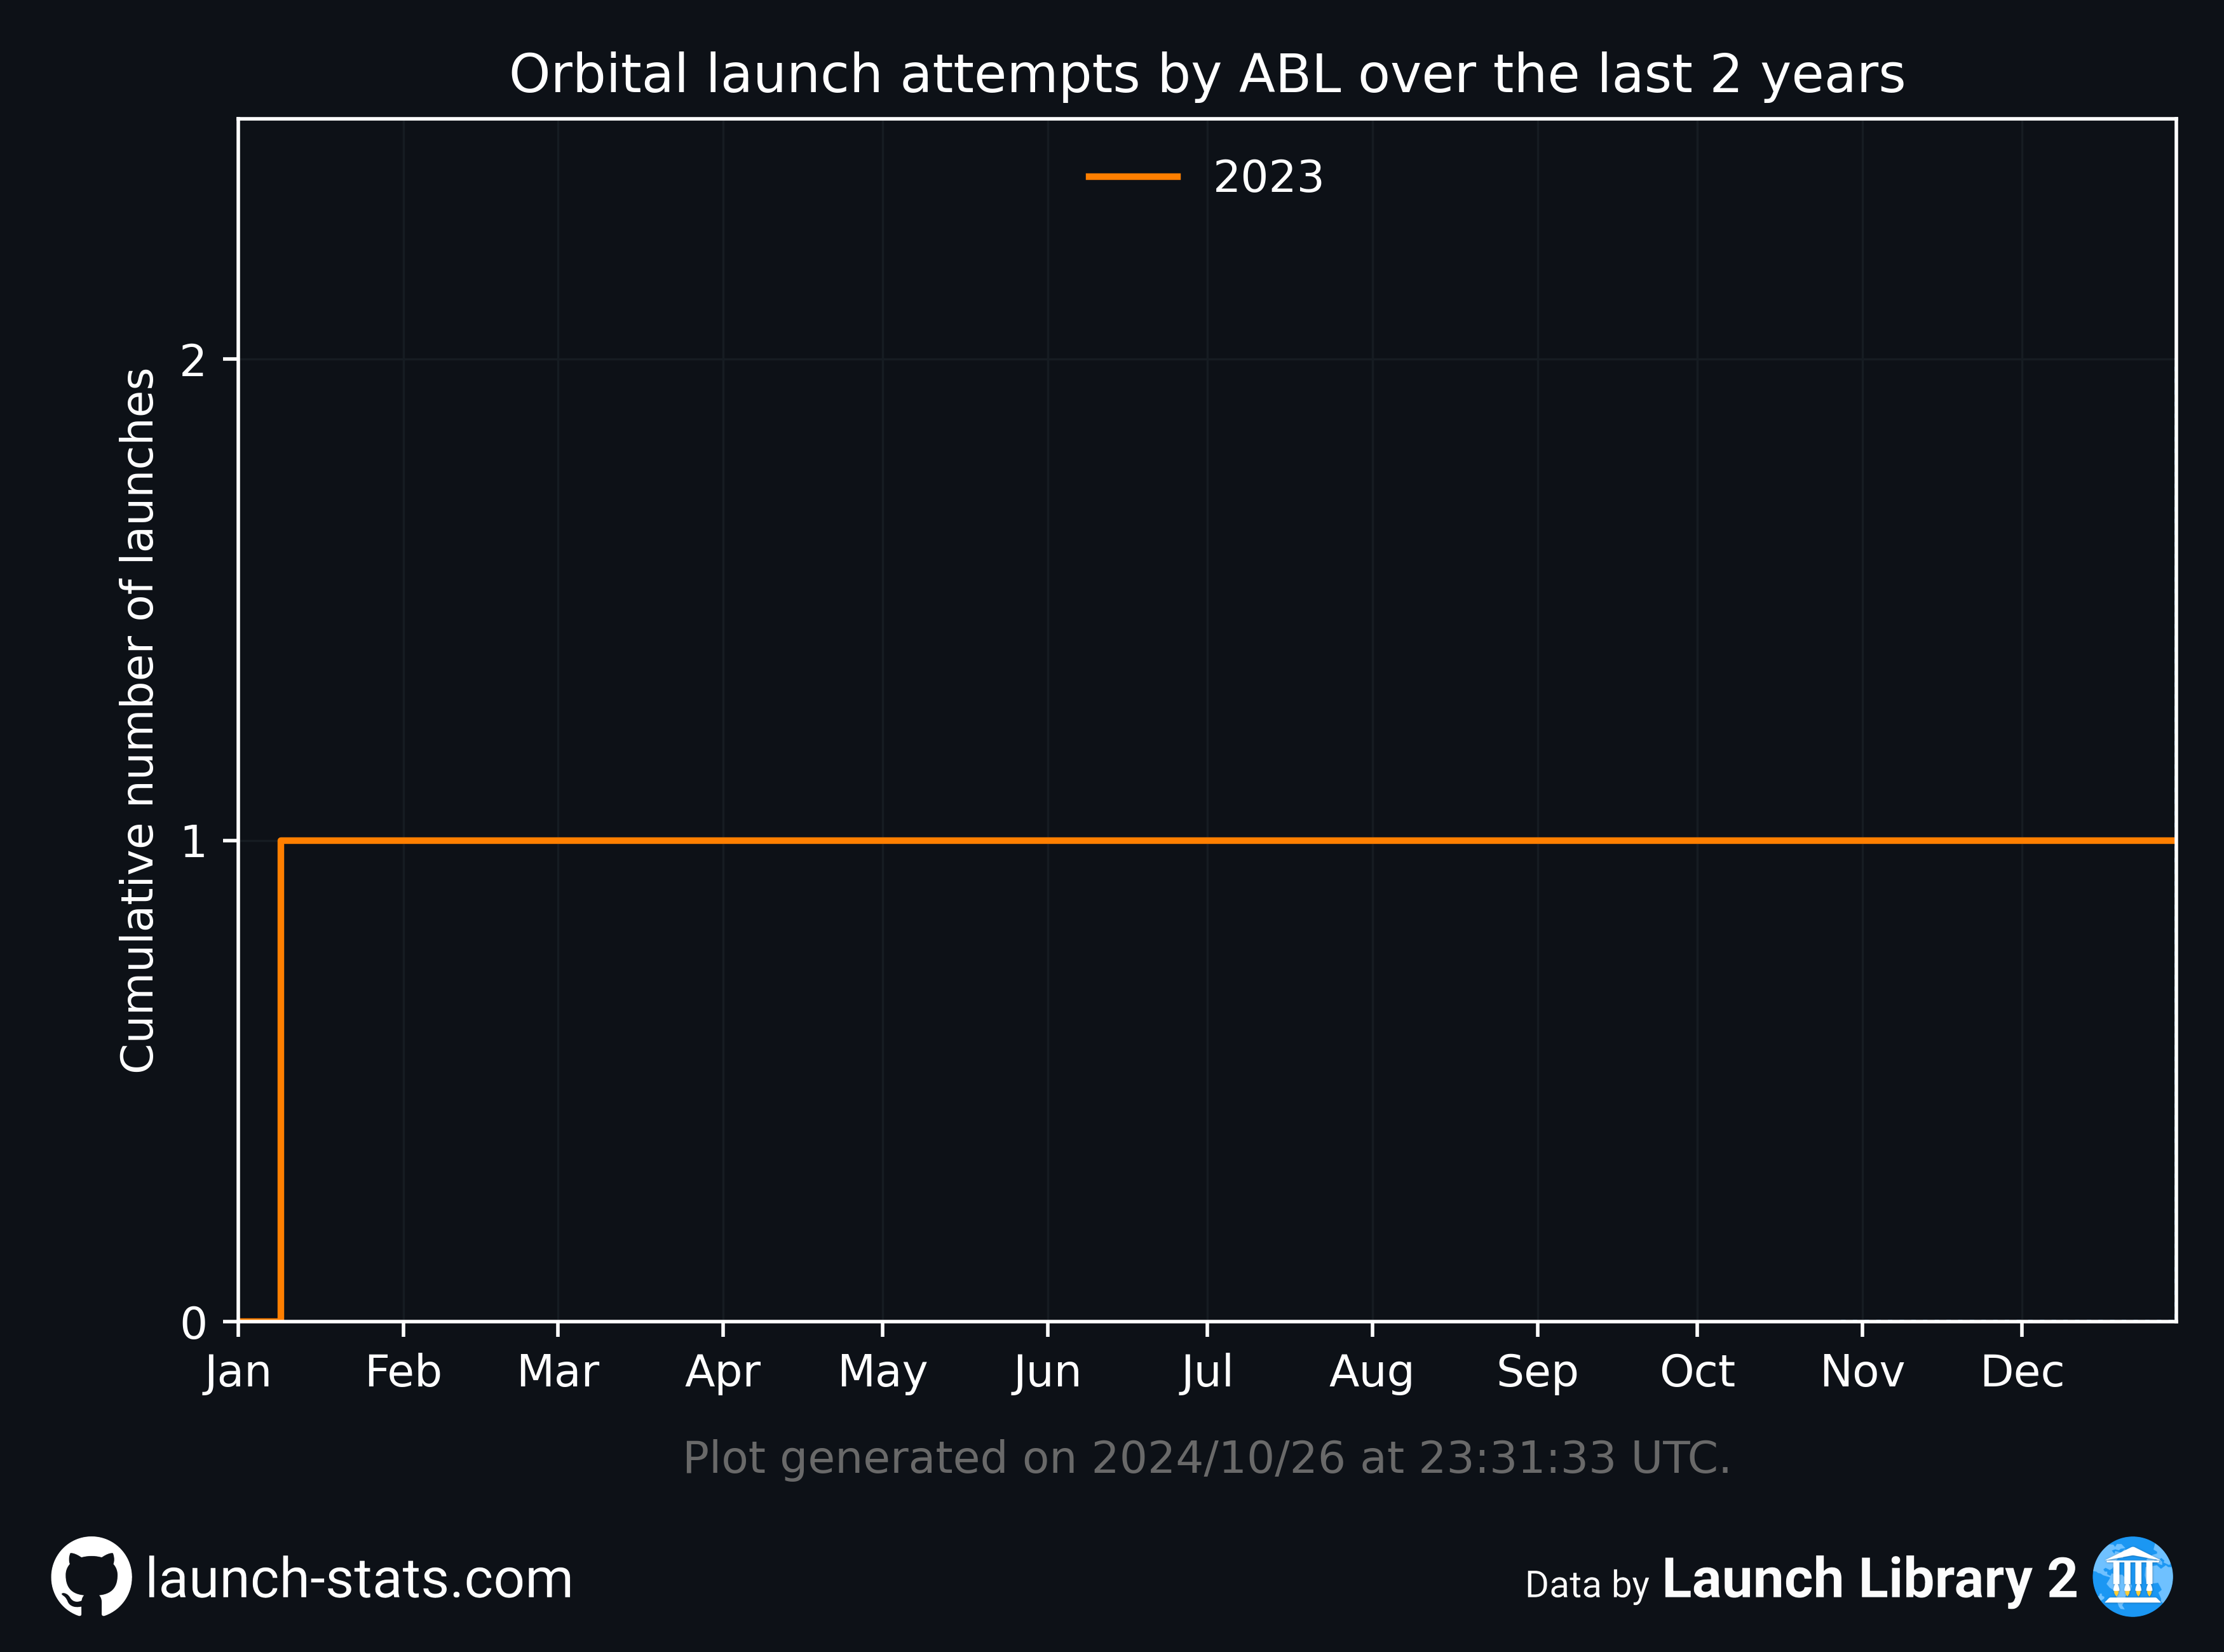 Orbital launch attempts by ABL over the last 2 years
2023
Cumulative number of launches
2
1
0
Jan Feb Mar Apr May Jun Jul Aug Sep Oct Nov Dec
Plot generated on 2024/10/26 at 23:31:33 UTC.
launch-stats.com
Data by Launch Library 2